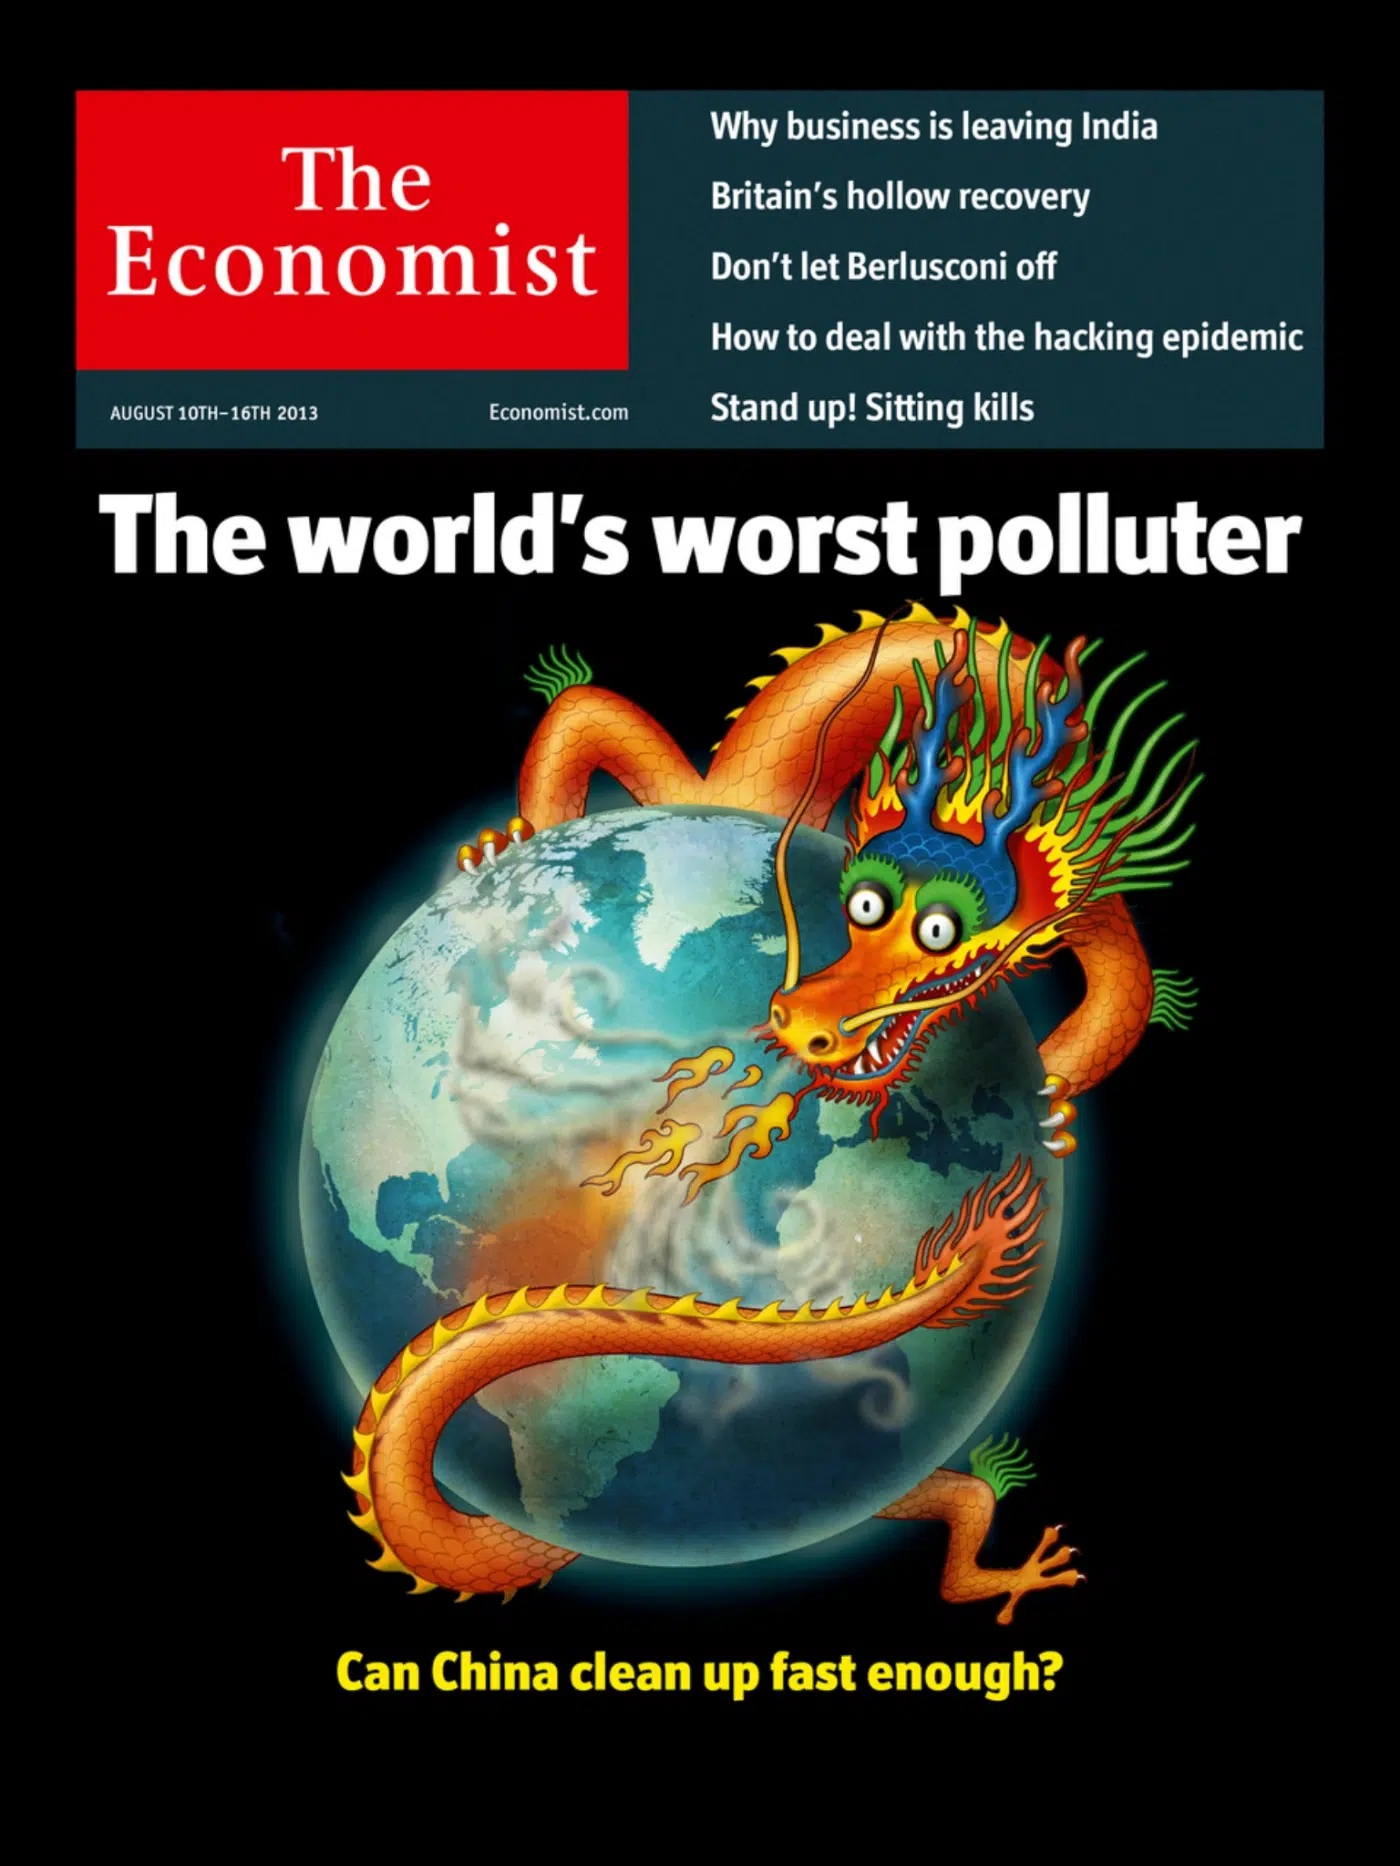 The
Economist
AUGUST 10TH–16TH 2013
Economist.com
Why business is leaving India
Britain’s hollow recovery
Don’t let Berlusconi off
How to deal with the hacking epidemic
Stand up! Sitting kills
The world’s worst polluter
Can China clean up fast enough?